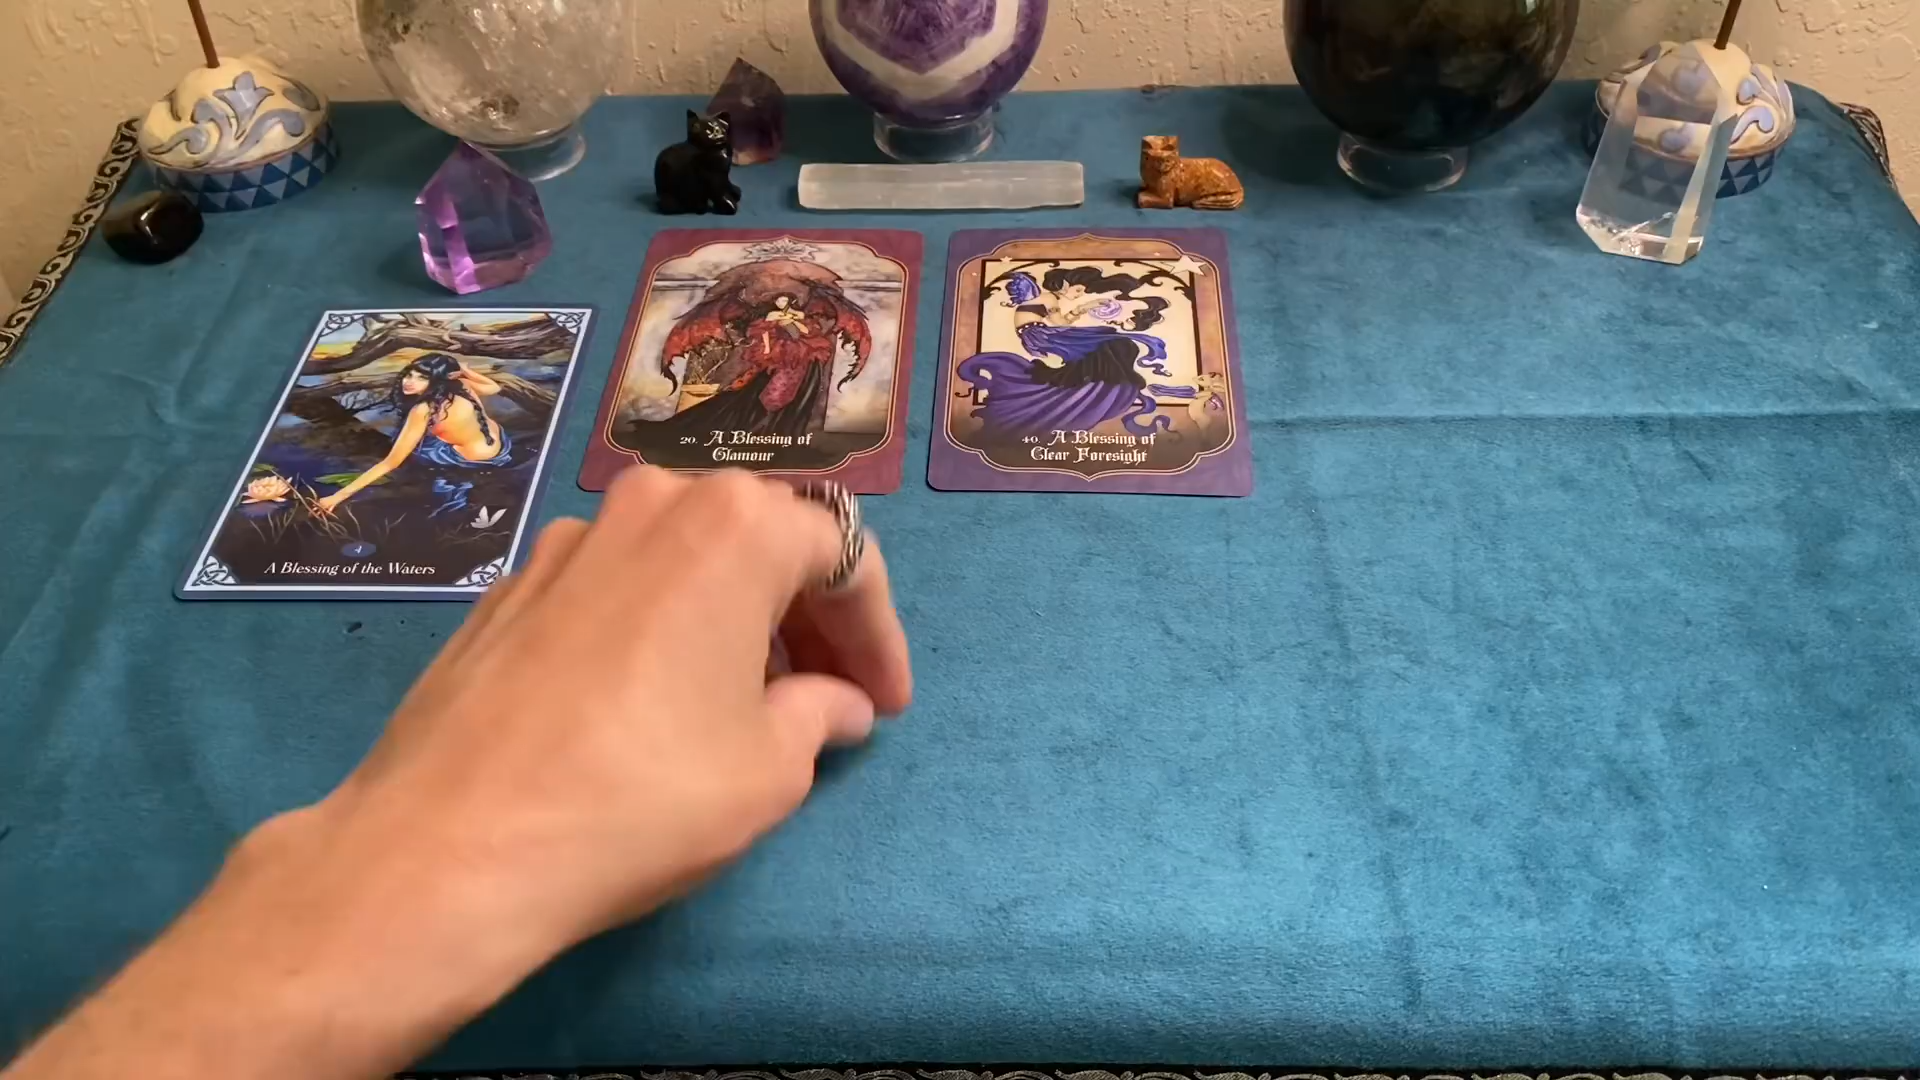 4
A Blessing of the Waters
20. A Blessing of
Glamour
40. A Blessing of
Clear Foresight